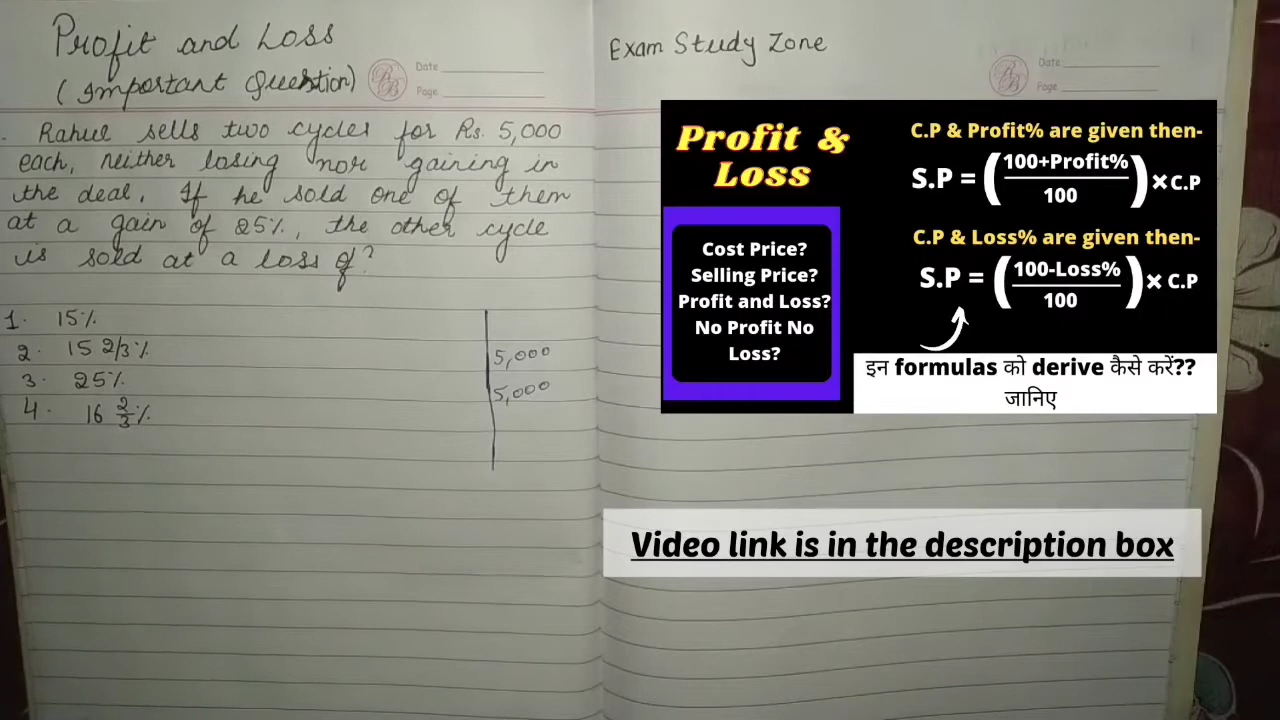 Profit and Loss
(Important Question)
Date
Page
Rahul sells two cycles for Rs. 5,000
each, neither losing nor gaining in
the deal. If he sold one of them
at a gain of 25%, the other cycle
is sold at a loss of?
1. 15%
2. 15 2/3%
3. 25%
4. 16 2/3%
5,000
5,000
Exam Study Zone
Date
Page
Profit &
Loss
Cost Price?
Selling Price?
Profit and Loss?
No Profit No
Loss?
C.P & Profit% are given then-
S.P = (100+Profit%/100) × C.P
C.P & Loss% are given then-
S.P = (100-Loss%/100) × C.P
इन formulas को derive कैसे करें??
जानिए
Video link is in the description box